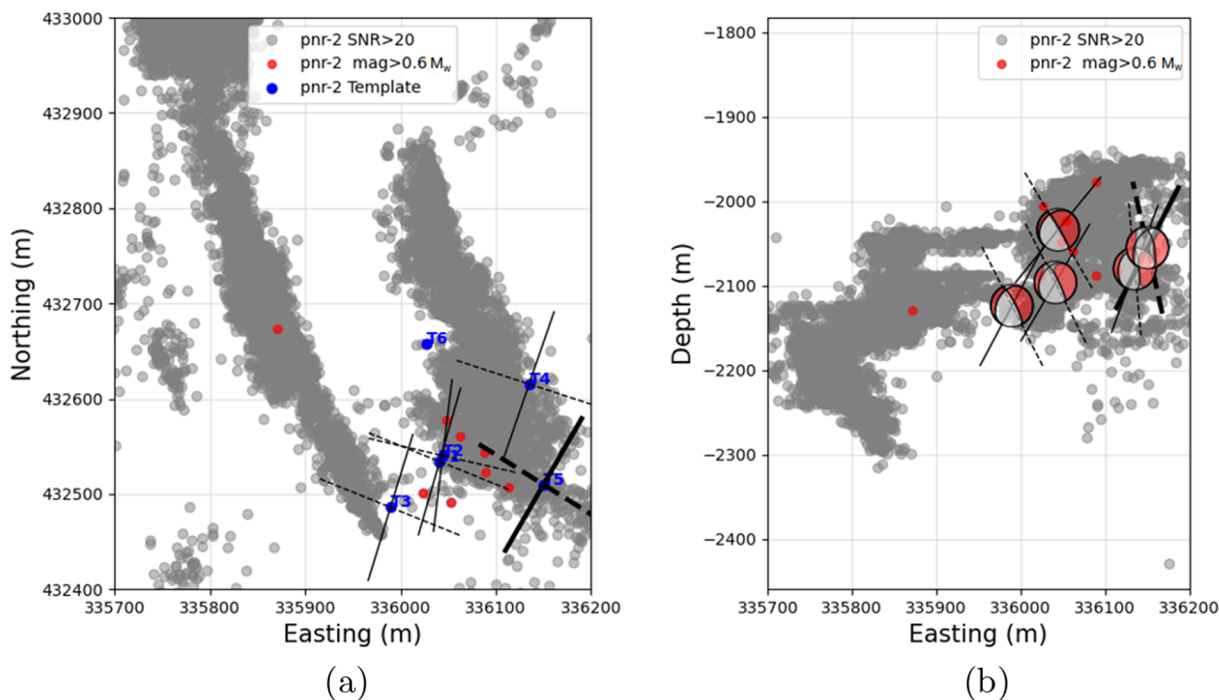 433000
432900
432800
432700
432600
432500
432400
Northing (m)
pnr-2 SNR>20
pnr-2 mag>0.6 Mw
pnr-2 Template
T6
T4
T2
T1
T5
T3
335700
335800
335900
336000
336100
336200
Easting (m)
(a)
−1800
−1900
−2000
−2100
−2200
−2300
−2400
Depth (m)
pnr-2 SNR>20
pnr-2 mag>0.6 Mw
335700
335800
335900
336000
336100
336200
Easting (m)
(b)